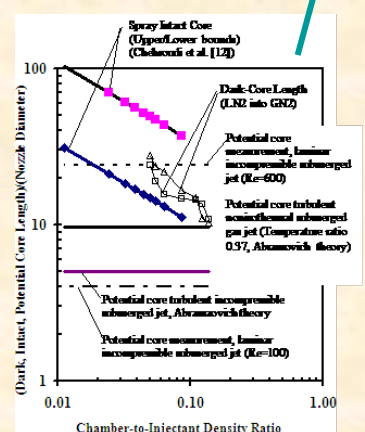 Spray Intact Core
(Upper/Lower bounds)
(Chehroudi et al. [12])
Dark-Core Length
(LN2 into GN2)
Potential core
measurement, laminar
incompressible submerged
jet (Re=600)
Potential core turbulent
nonisothermal submerged
gas jet (Temperature ratio
0.97, Abramovich theory)
Potential core turbulent incompressible
submerged jet, Abramovich theory
Potential core measurement, laminar
incompressible submerged jet (Re=100)
(Dark, Intact, Potential Core Length)/(Nozzle Diameter)
100
10
1
0.01
0.10
1.00
Chamber-to-Injectant Density Ratio